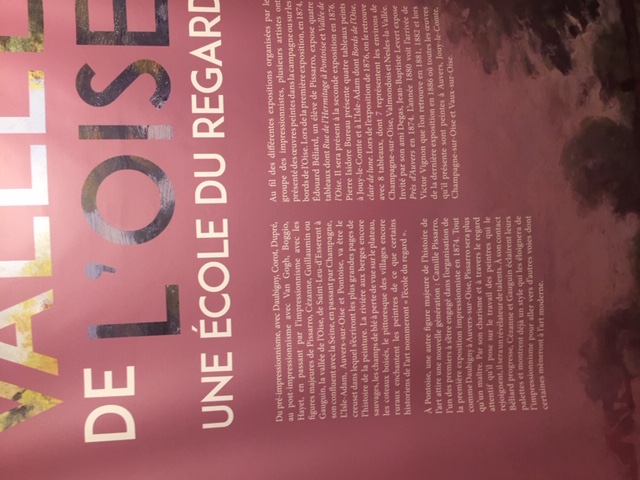 VALLÉE
DE L'OISE
UNE ÉCOLE DU REGARD
Du pré-impressionnisme, avec Daubigny, Corot, Dupré,
au post-impressionnisme avec Van Gogh, Boggio,
Hayet, en passant par l'impressionnisme avec les
figures majeures de Pissarro, Cézanne, Guillaumin ou
Gauguin, la vallée de l'Oise, de Saint-Leu-d'Esserent à
son confluent avec la Seine, en passant par Champagne,
L'Isle-Adam, Auvers-sur-Oise et Pontoise, va être le
creuset dans lequel s'écriront les plus grandes pages de
l'histoire de la peinture. La rivière aux berges encore
sauvages, les champs de blé à perte de vue sur le plateau,
les coteaux boisés, le pittoresque des villages encore
ruraux enchantent les peintres de ce que certains
historiens de l'art nommeront « l'école du regard ».
À Pontoise, une autre figure majeure de l'histoire de
l'art attire une nouvelle génération : Camille Pissarro,
l'un des premiers à s'être engagé dans l'organisation de
la première exposition impressionniste en 1874. Tout
comme Daubigny à Auvers-sur-Oise, Pissarro sera plus
qu'un maître. Par son charisme et à travers le regard
attentif qu'il pose sur le travail des peintres qui le
rejoignent, il sera un révélateur de talents. À son contact
Béliard progresse, Cézanne et Gauguin éclairent leurs
palettes et montrent déjà un style qui les éloignera de
l'impressionnisme pour aller vers d'autres voies dont
certaines mèneront à l'art moderne.
Au fil des différentes expositions organisées par le
groupe des impressionnistes, plusieurs artistes ont
présenté des œuvres peintes dans la campagne ou sur les
bords de l'Oise. Lors de la première exposition, en 1874,
Édouard Béliard, un élève de Pissarro, expose quatre
tableaux dont Rue de l'Hermitage à Pontoise et Vallée de
l'Oise. Il sera présent à la seconde exposition en 1876.
Pierre Isidore Bureau présente quatre tableaux peints
à Jouy-le-Comte et à L'Isle-Adam dont Bords de l'Oise,
clair de lune. Lors de l'exposition de 1876, on le retrouve
avec 8 tableaux, dont 7 représentent les environs de
Champagne-sur-Oise, Valmondois et Nesles-la-Vallée.
Invité par son ami Degas, Jean-Baptiste Levert expose
Près d'Auvers en 1874. L'année 1880 voit l'arrivée de
Victor Vignon que l'on retrouve en 1881, 1882 et lors
de la dernière exposition en 1886 où toutes les œuvres
qu'il présente sont peintes à Auvers, Jouy-le-Comte,
Champagne-sur-Oise et Vaux-sur-Oise.